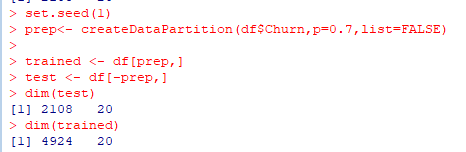 > set.seed(1)
> prep<- createDataPartition(df$Churn,p=0.7,list=FALSE)
>
> trained <- df[prep,]
> test <- df[-prep,]
> dim(test)
[1] 2108   20
> dim(trained)
[1] 4924   20